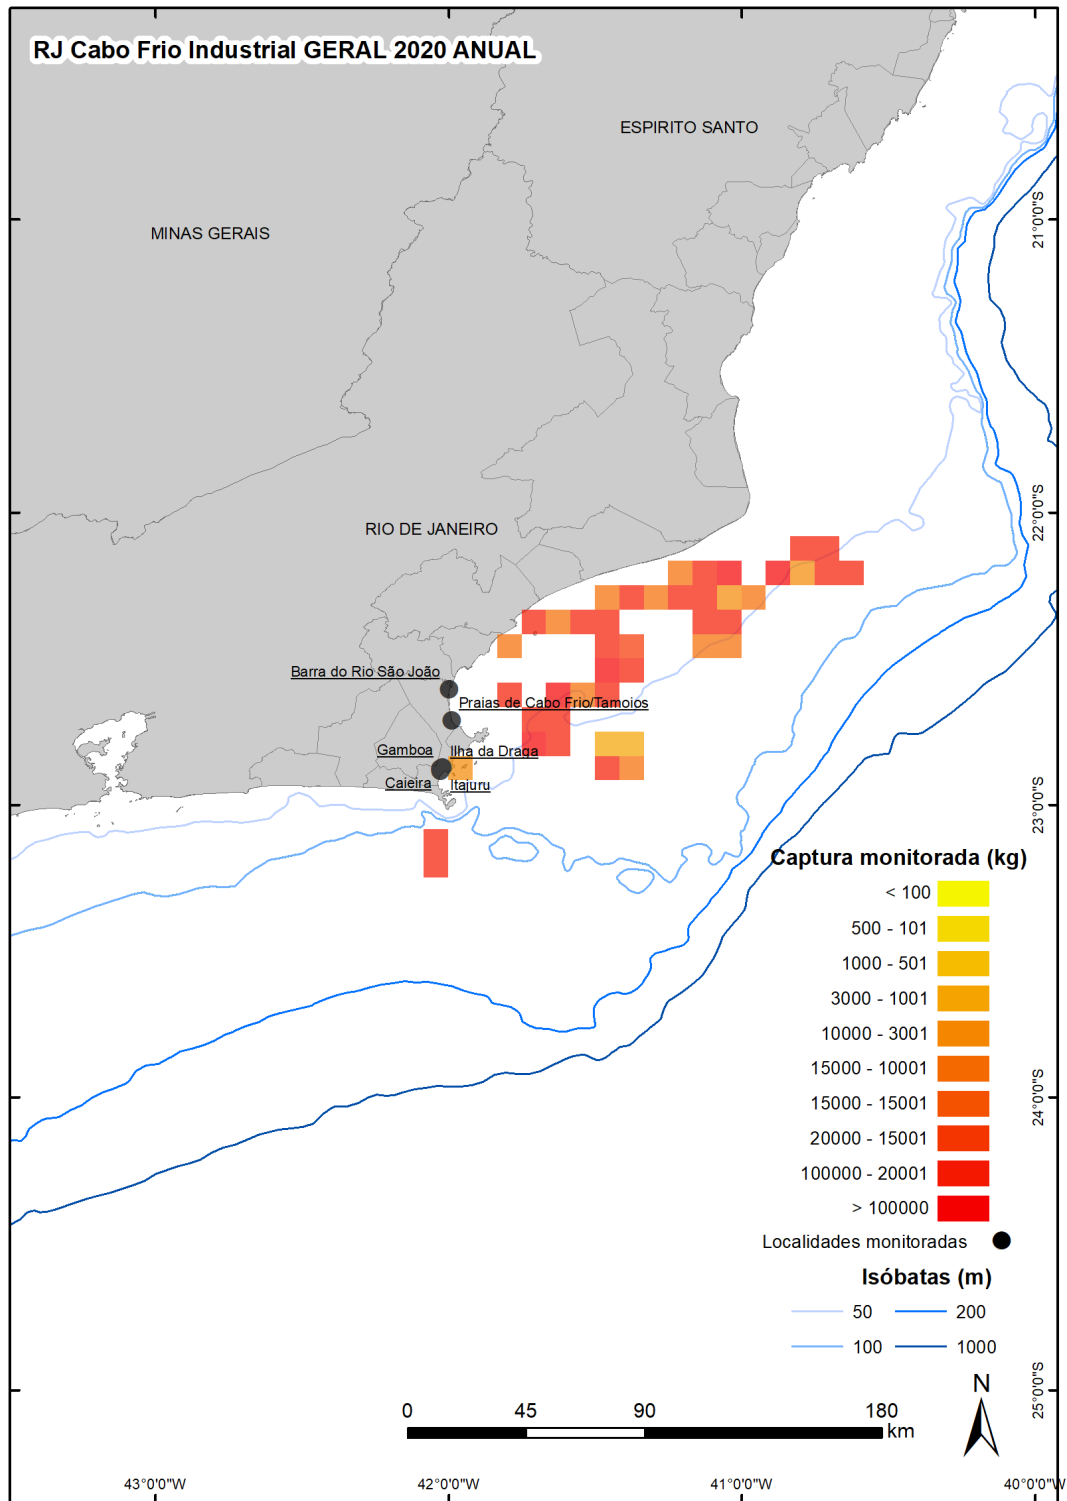 RJ Cabo Frio Industrial GERAL 2020 ANUAL
ESPIRITO SANTO
MINAS GERAIS
21°0'0"S
22°0'0"S
RIO DE JANEIRO
Barra do Rio São João
Praias de Cabo Frio/Tamoios
Gamboa
Ilha da Draga
Caieira
Itajuru
23°0'0"S
Captura monitorada (kg)
< 100
500 - 101
1000 - 501
3000 - 1001
10000 - 3001
15000 - 10001
15000 - 15001
20000 - 15001
100000 - 20001
> 100000
24°0'0"S
Localidades monitoradas
Isóbatas (m)
50
200
100
1000
25°0'0"S
N
0
45
90
180
km
43°0'0"W
42°0'0"W
41°0'0"W
40°0'0"W